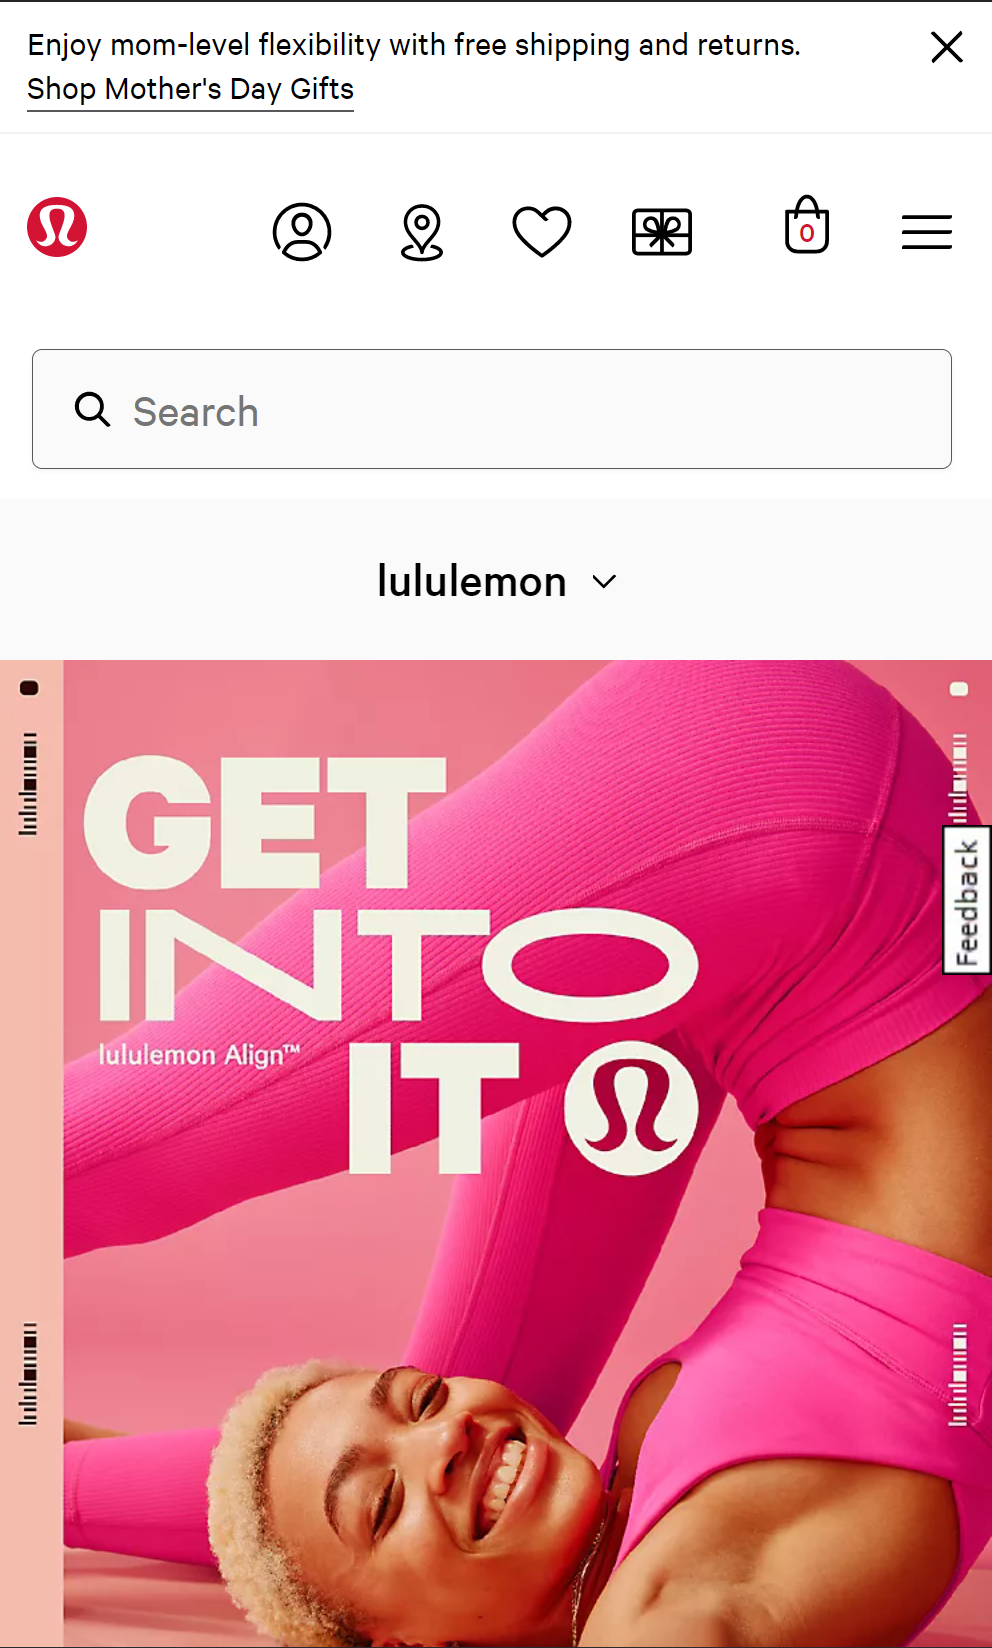 Enjoy mom-level flexibility with free shipping and returns.
Shop Mother's Day Gifts
0
Search
lululemon
GET
INTO
lululemon Align™
IT
Feedback